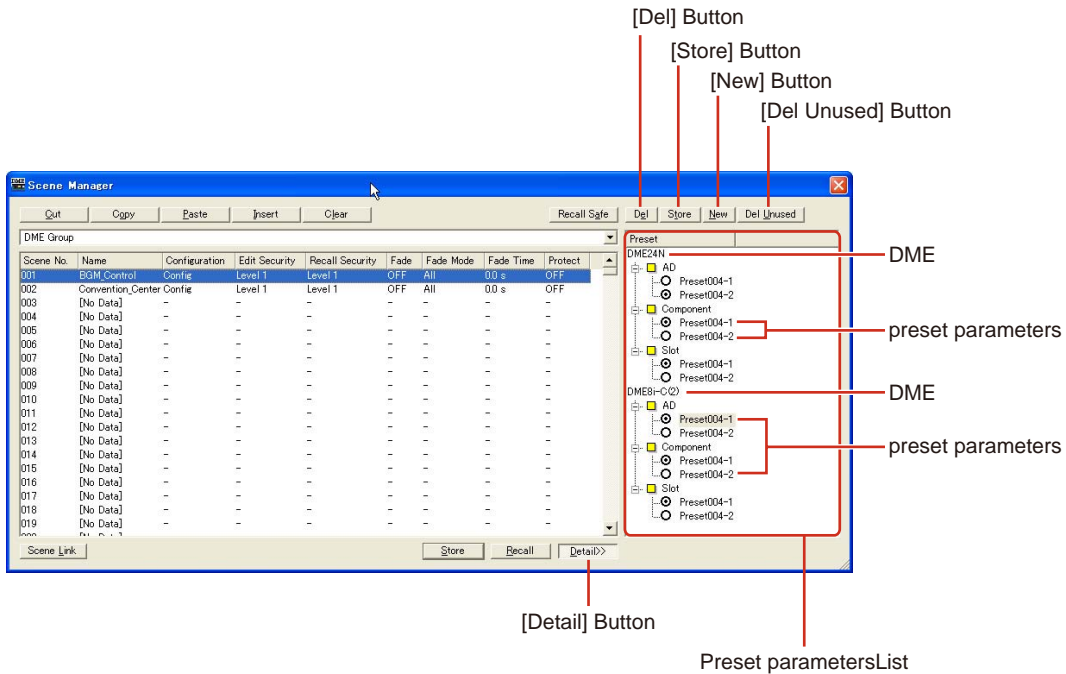 [Del] Button
[Store] Button
[New] Button
[Del Unused] Button
Scene Manager
Cut Copy Paste Insert Clear Recall Safe Del Store New Del Unused
DME Group
Preset
Scene No. Name Configuration Edit Security Recall Security Fade Fade Mode Fade Time Protect
001 BGM_Control Config Level 1 Level 1 OFF All 0.0 s OFF
002 Convention_Center Config Level 1 Level 1 OFF All 0.0 s OFF
003 [No Data] - - - - - - -
004 [No Data] - - - - - - -
005 [No Data] - - - - - - -
006 [No Data] - - - - - - -
007 [No Data] - - - - - - -
008 [No Data] - - - - - - -
009 [No Data] - - - - - - -
010 [No Data] - - - - - - -
011 [No Data] - - - - - - -
012 [No Data] - - - - - - -
013 [No Data] - - - - - - -
014 [No Data] - - - - - - -
015 [No Data] - - - - - - -
016 [No Data] - - - - - - -
017 [No Data] - - - - - - -
018 [No Data] - - - - - - -
019 [No Data] - - - - - - -
DME24N
AD
Preset004-1
Preset004-2
Component
Preset004-1
Preset004-2
Slot
Preset004-1
Preset004-2
DME8i-C(2)
AD
Preset004-1
Preset004-2
Component
Preset004-1
Preset004-2
Slot
Preset004-1
Preset004-2
DME
preset parameters
DME
preset parameters
Scene Link Store Recall Detail>>
[Detail] Button
Preset parametersList